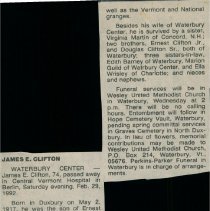 JAMES E. CLIFTON
WATERBURY CENTER —
James E. Clifton, 74, passed away
in Central Vermont Hospital in
Berlin, Saturday evening, Feb. 29,
1992.
Born in Duxbury on May 2,
1917, he was the son of Ernest
well as the Vermont and National
granges.
Besides his wife of Waterbury
Center, he is survived by a sister,
Virginia Martin of Concord, N.H.;
two brothers, Ernest Clifton Jr.,
and Douglas Clifton Sr., both of
Waterbury; three sisters-in-law,
Edith Barney of Waterbury, Marion
Guild of Waterbury Center, and Ella
Wrisley of Charlotte; and nieces
and nephews.
Funeral services will be in
Wesley United Methodist Church
in Waterbury, Wednesday at 2
p.m. There will be no calling
hours. Entombment will follow in
Hope Cemetery Vault, Waterbury,
pending spring committal services
in Graves Cemetery in North Dux-
bury. In lieu of flowers, memorial
contributions may be made to
Wesley United Methodist Church,
P.O. Box 214, Waterbury, Vt.
05676. Perkins-Parker Funeral in
Waterbury is in charge of arrange-
ments